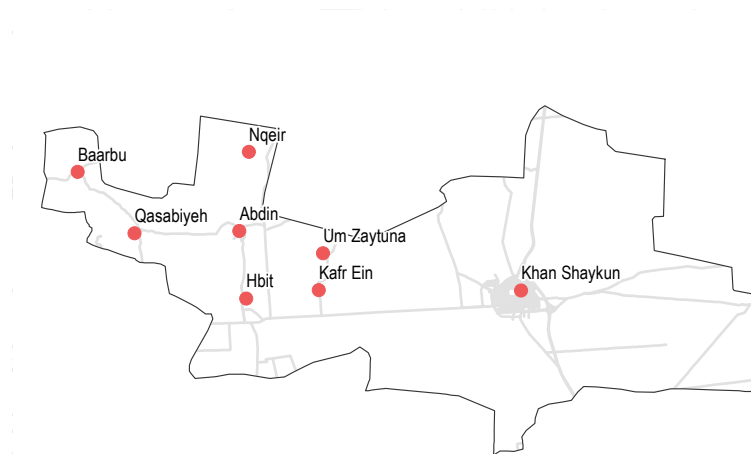 Nqeir
Baarbu
Qasabiyeh
Abdin
Um Zaytuna
Hbit
Kafr Ein
Khan Shaykun